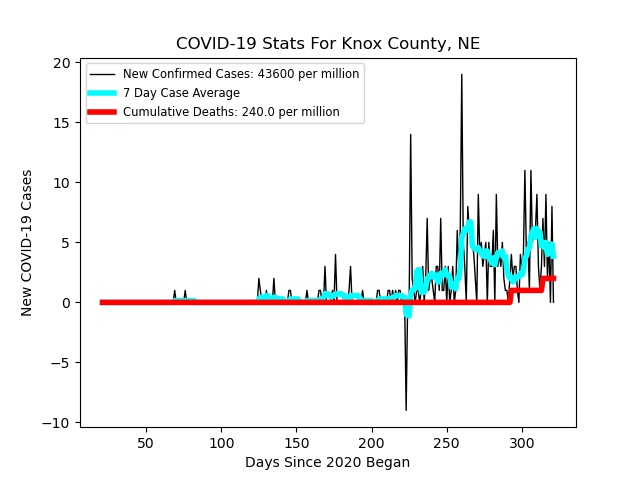 COVID-19 Stats For Knox County, NE
New Confirmed Cases: 43600 per million
7 Day Case Average
Cumulative Deaths: 240.0 per million
New COVID-19 Cases
20
15
10
5
0
−5
−10
50 100 150 200 250 300
Days Since 2020 Began